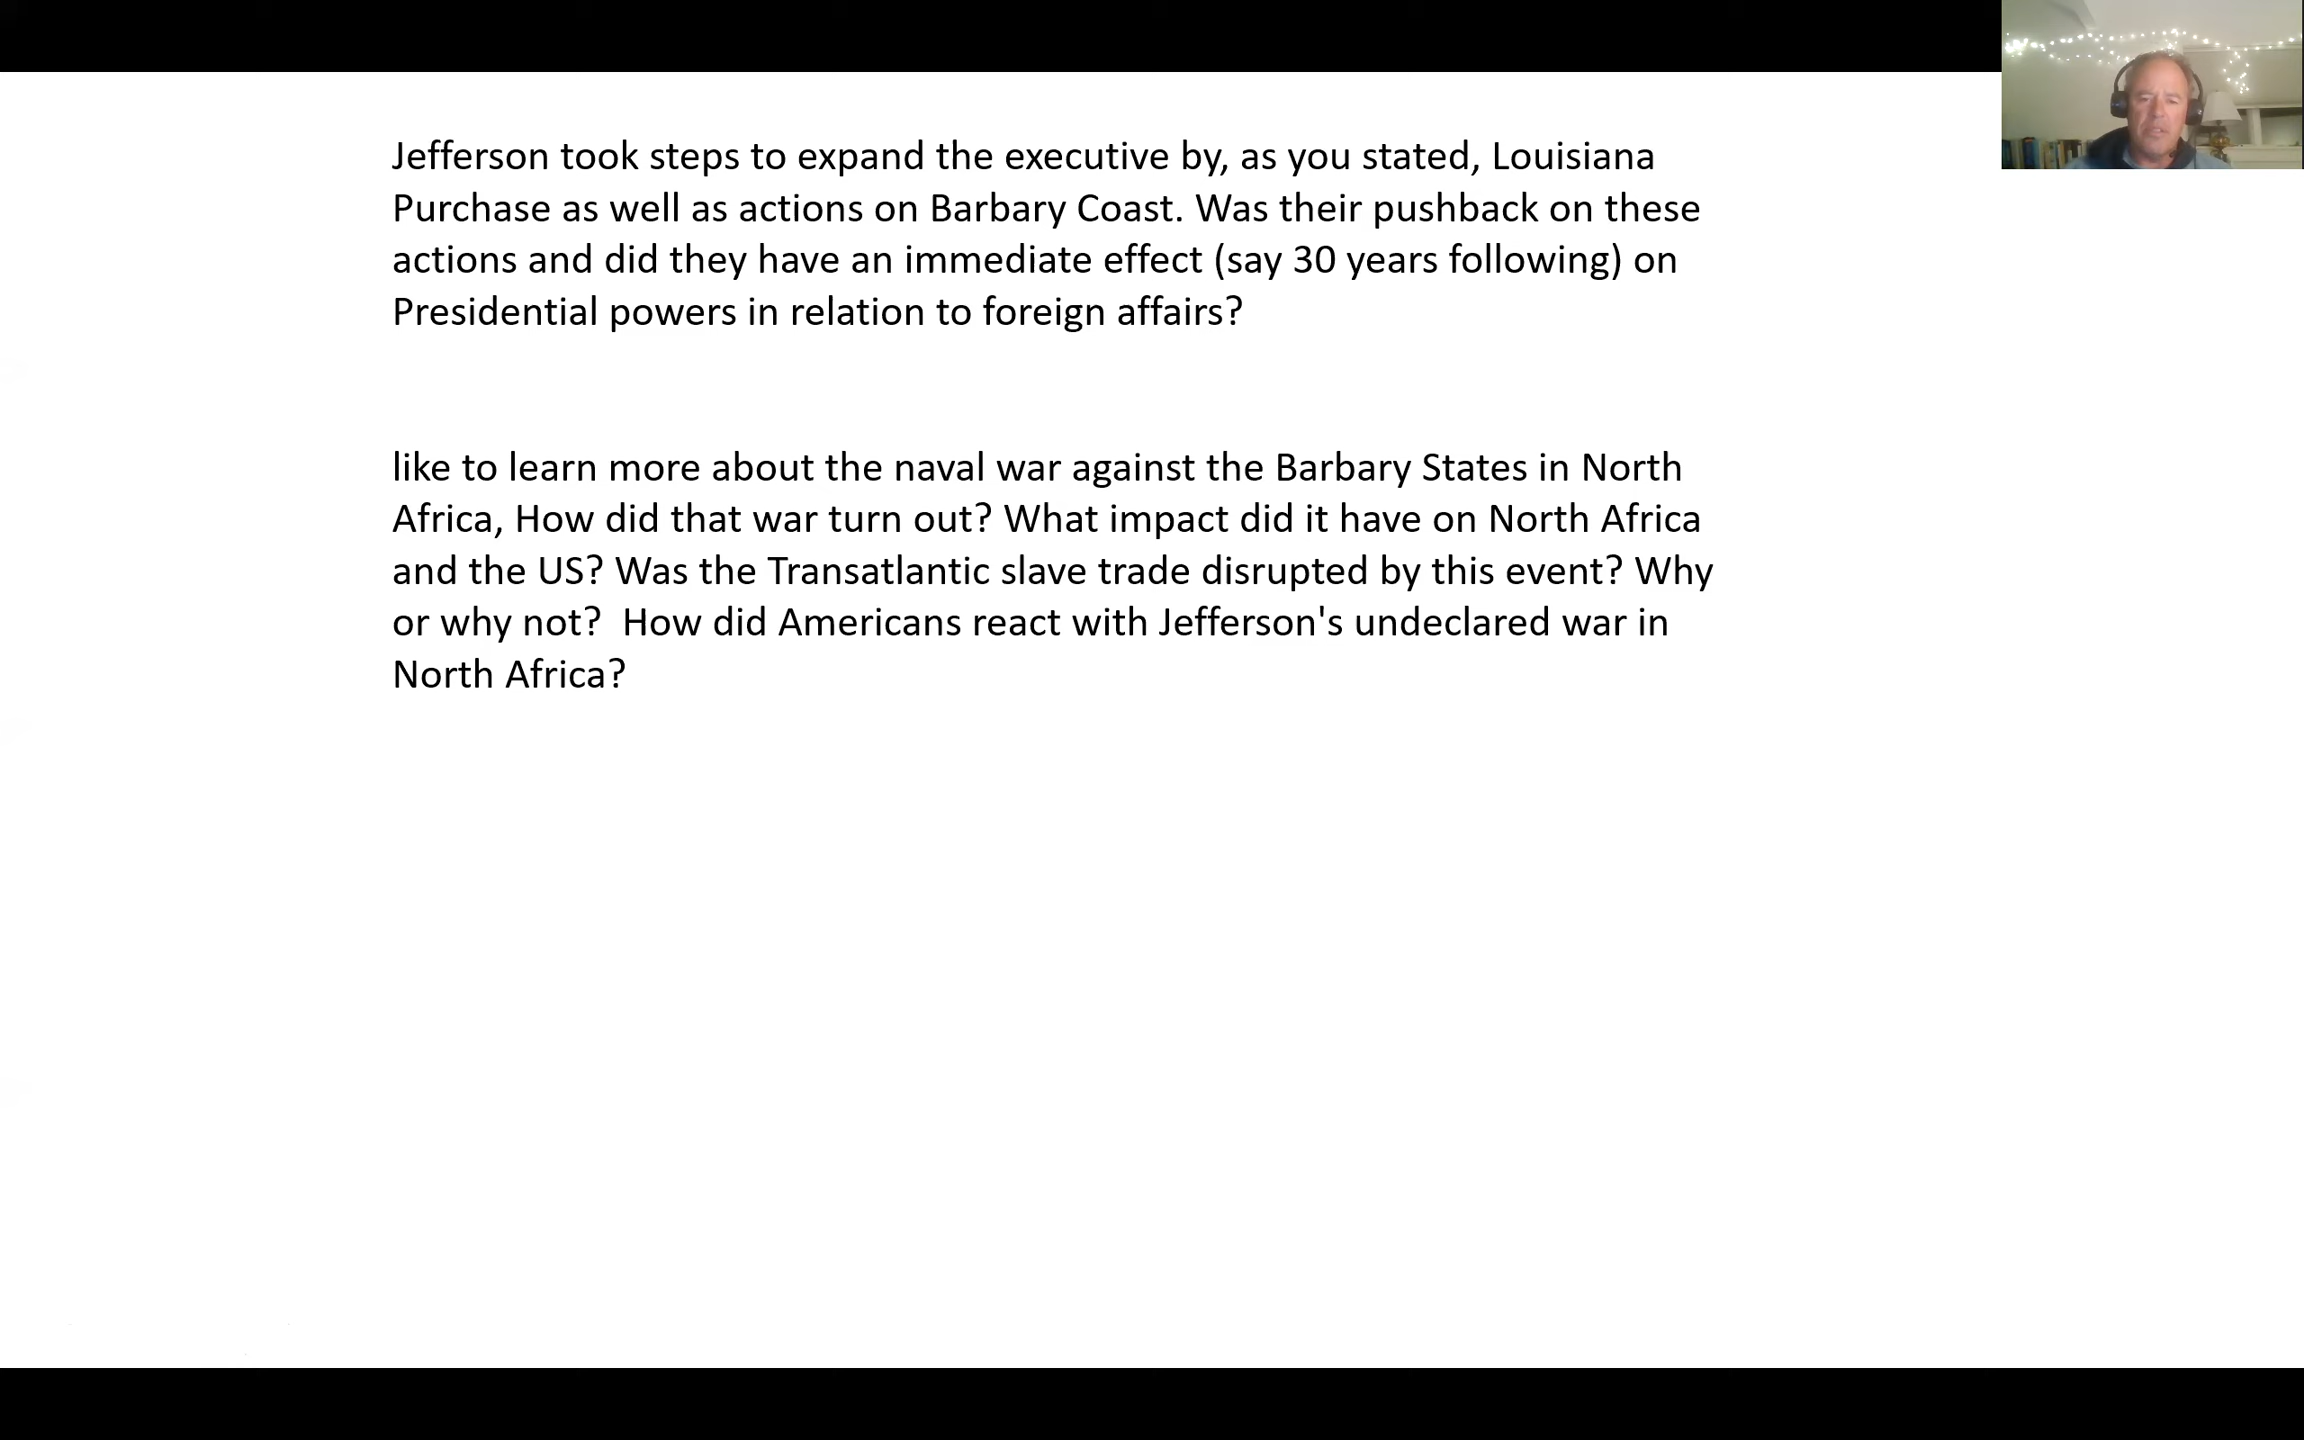 Jefferson took steps to expand the executive by, as you stated, Louisiana
Purchase as well as actions on Barbary Coast. Was their pushback on these
actions and did they have an immediate effect (say 30 years following) on
Presidential powers in relation to foreign affairs?
like to learn more about the naval war against the Barbary States in North
Africa, How did that war turn out? What impact did it have on North Africa
and the US? Was the Transatlantic slave trade disrupted by this event? Why
or why not?  How did Americans react with Jefferson's undeclared war in
North Africa?